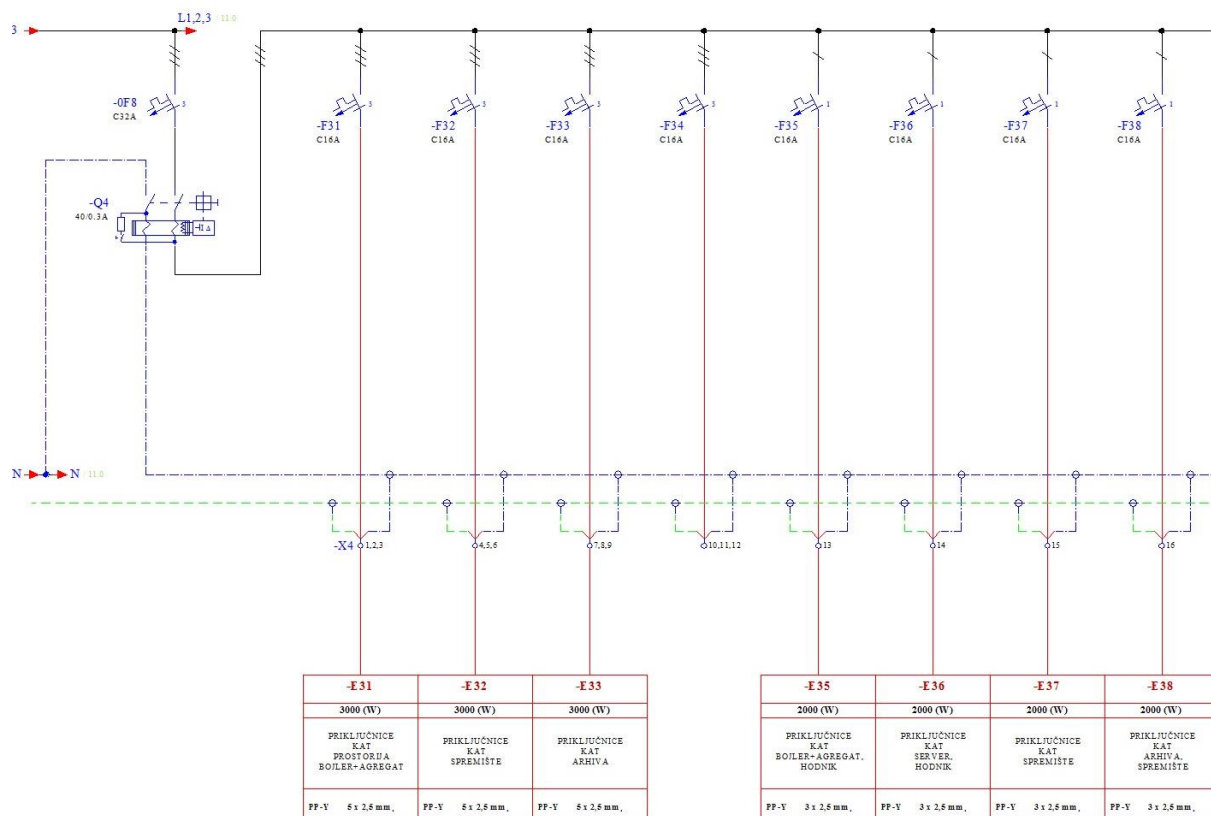 3
L1,2,3 / 11.0
-0F8
C32A
3
-F31
C16A
3
-F32
C16A
3
-F33
C16A
3
-F34
C16A
3
-F35
C16A
1
-F36
C16A
1
-F37
C16A
1
-F38
C16A
1
-Q4
40/0.3A
N
N / 11.0
-X4
1,2,3
4,5,6
7,8,9
10,11,12
13
14
15
16
-E31
3000 (W)
PRIKLJUČNICE
KAT
PROSTORIJA
BOJLER+AGREGAT
PP-Y 5 x 2,5 mm,
-E32
3000 (W)
PRIKLJUČNICE
KAT
SPREMIŠTE
PP-Y 5 x 2,5 mm,
-E33
3000 (W)
PRIKLJUČNICE
KAT
ARHIVA
PP-Y 5 x 2,5 mm,
-E35
2000 (W)
PRIKLJUČNICE
KAT
BOJLER+AGREGAT,
HODNIK
PP-Y 3 x 2,5 mm,
-E36
2000 (W)
PRIKLJUČNICE
KAT
SERVER,
HODNIK
PP-Y 3 x 2,5 mm,
-E37
2000 (W)
PRIKLJUČNICE
KAT
SPREMIŠTE
PP-Y 3 x 2,5 mm,
-E38
2000 (W)
PRIKLJUČNICE
KAT
ARHIVA,
SPREMIŠTE
PP-Y 3 x 2,5 mm,